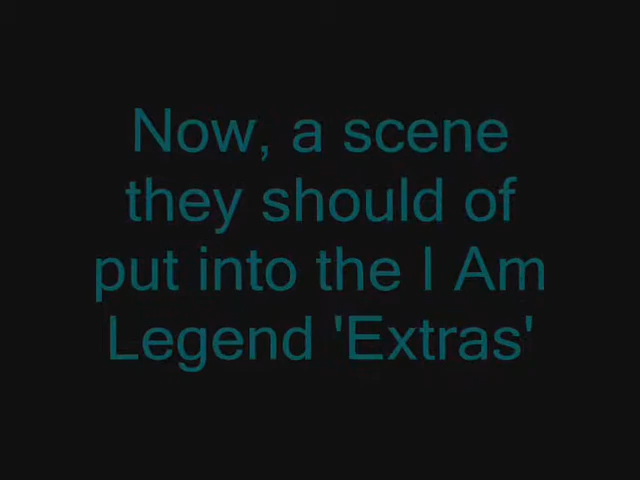 Now, a scene
they should of
put into the I Am
Legend 'Extras'